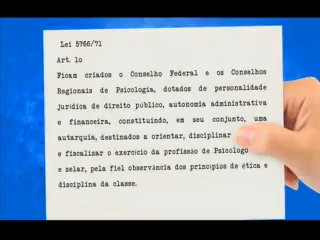 Lei 5766/71
Art. 1o
Ficam criados o Conselho Federal e os Conselhos
Regionais de Psicologia, dotados de personalidade
jurídica de direito público, autonomia administrativa
e financeira, constituindo, em seu conjunto, uma
autarquia, destinados a orientar, disciplinar
e fiscalizar o exercício da profissão de Psicólogo
e zelar, pela fiel observância dos princípios de ética e
disciplina da classe.